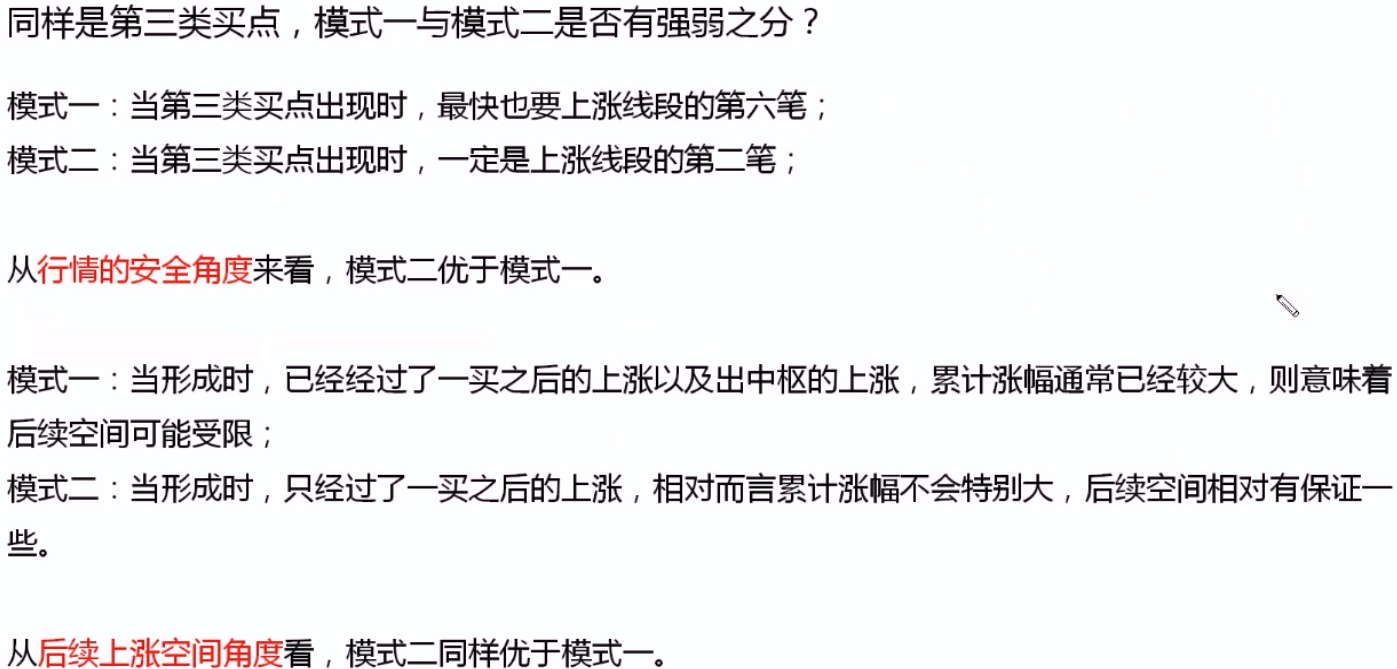 同样是第三类买点，模式一与模式二是否有强弱之分？
模式一：当第三类买点出现时，最快也要上涨线段的第六笔；
模式二：当第三类买点出现时，一定是上涨线段的第二笔；
从行情的安全角度来看，模式二优于模式一。
模式一：当形成时，已经经过了一买之后的上涨以及出中枢的上涨，累计涨幅通常已经较大，则意味着
后续空间可能受限；
模式二：当形成时，只经过了一买之后的上涨，相对而言累计涨幅不会特别大，后续空间相对有保证一
些。
从后续上涨空间角度看，模式二同样优于模式一。